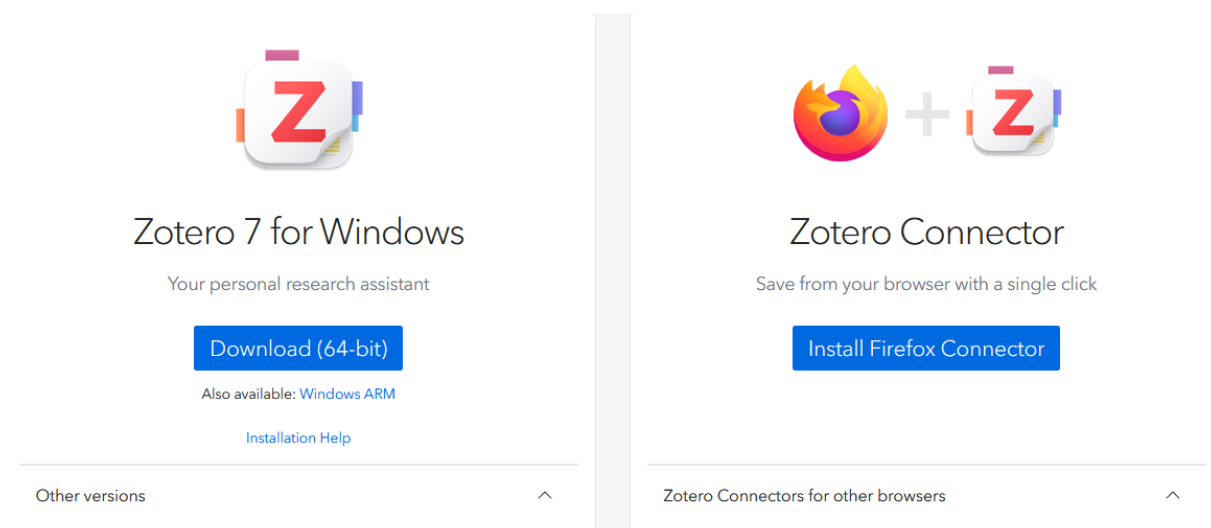 Z
Z
Zotero 7 for Windows
Your personal research assistant
Download (64-bit)
Also available: Windows ARM
Installation Help
Other versions
Zotero Connector
Save from your browser with a single click
Install Firefox Connector
Zotero Connectors for other browsers